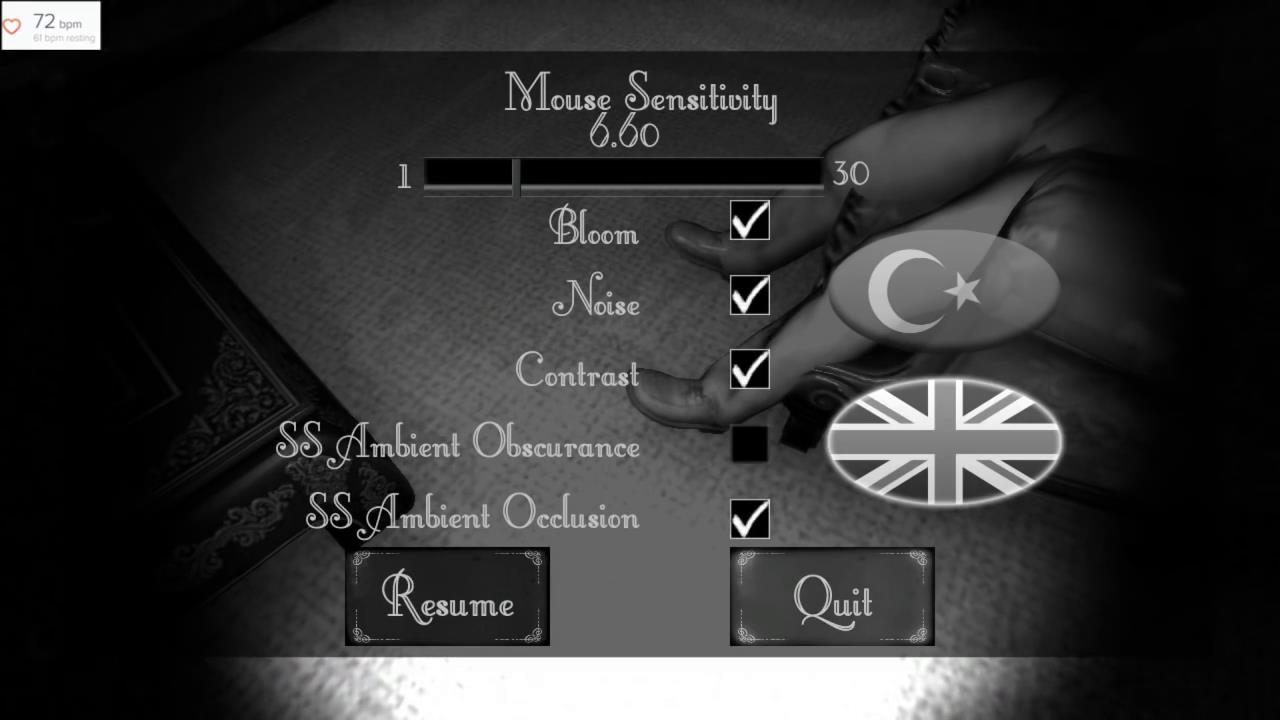 72 bpm
61 bpm resting
Mouse Sensitivity
6.60
1
30
Bloom
Noise
Contrast
SS Ambient Obscurance
SS Ambient Occlusion
Resume
Quit